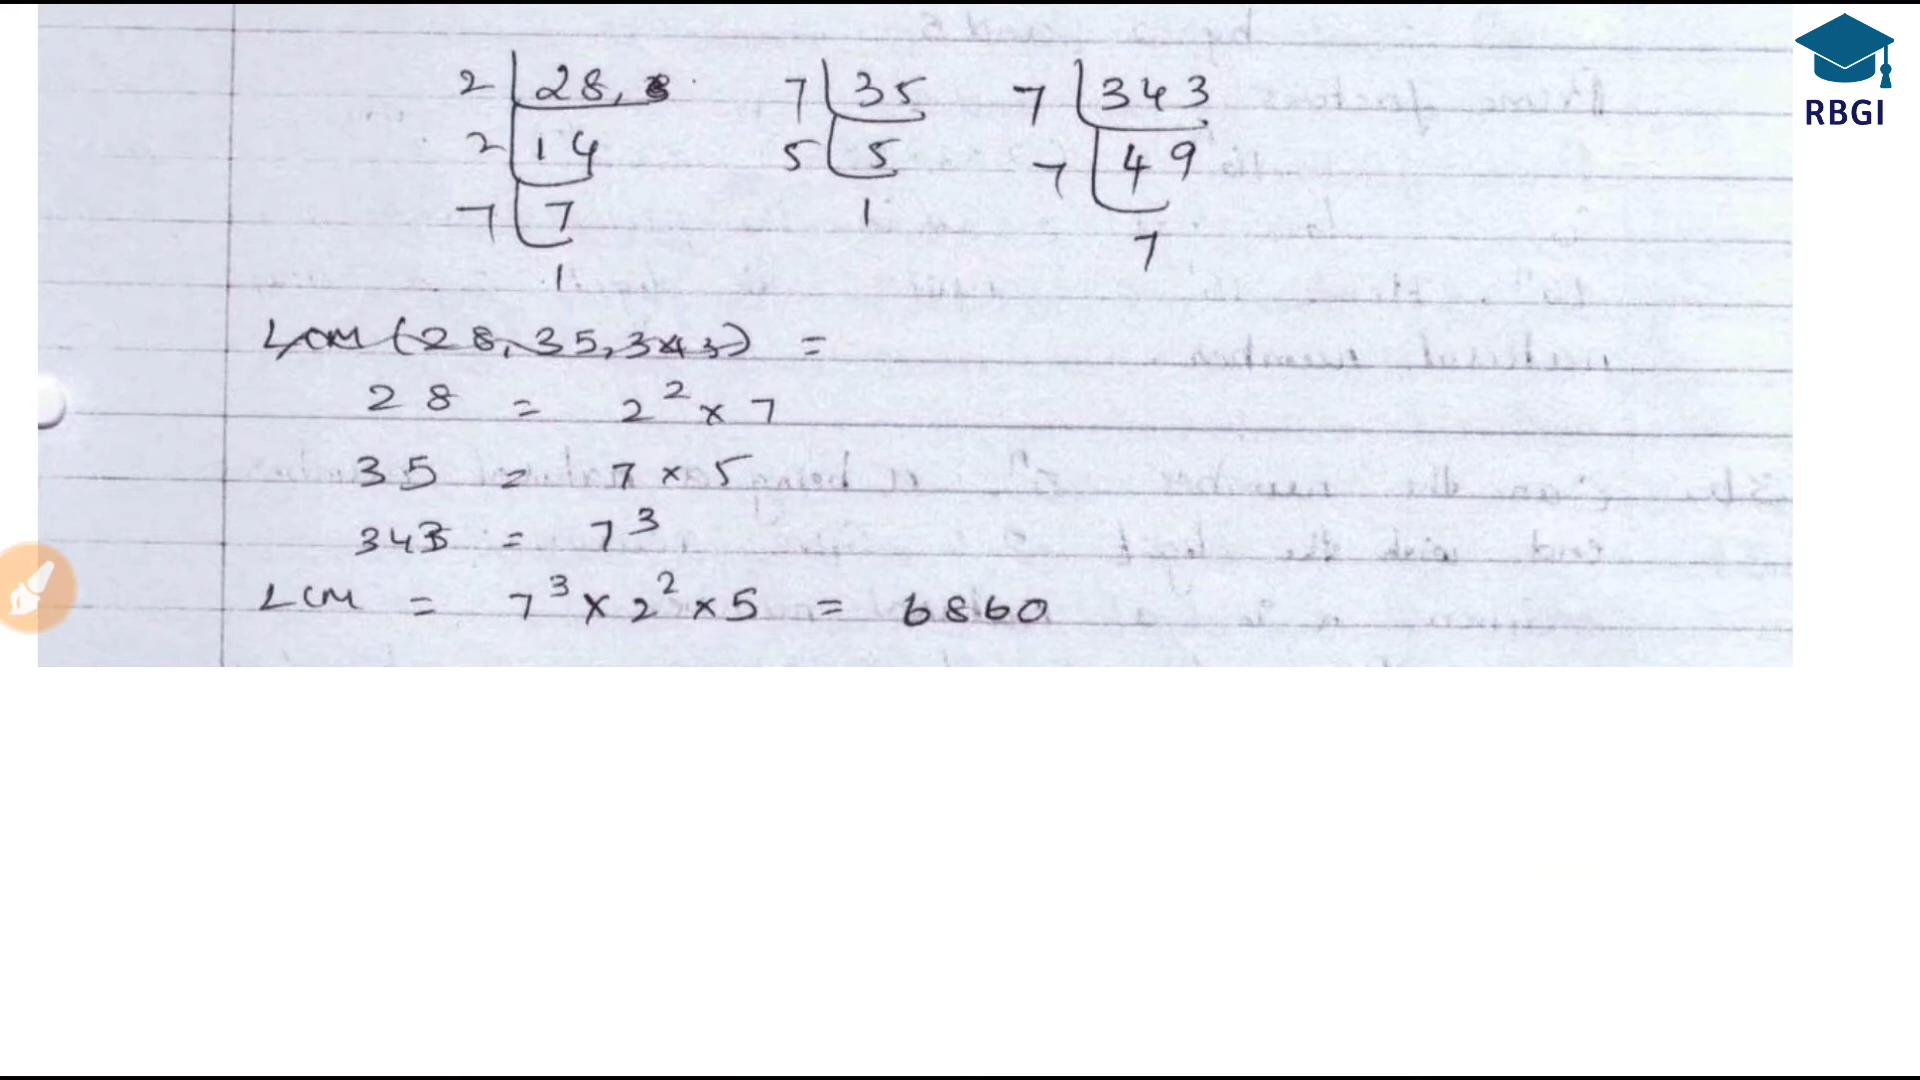 2 | 28,   7 | 35   7 | 343
2 | 14   5 | 5   7 | 49
7 | 7   1   7
1
LCM (28, 35, 343) =
28 = 2² × 7
35 = 7 × 5
343 = 7³
LCM = 7³ × 2² × 5 = 6860
RBGI